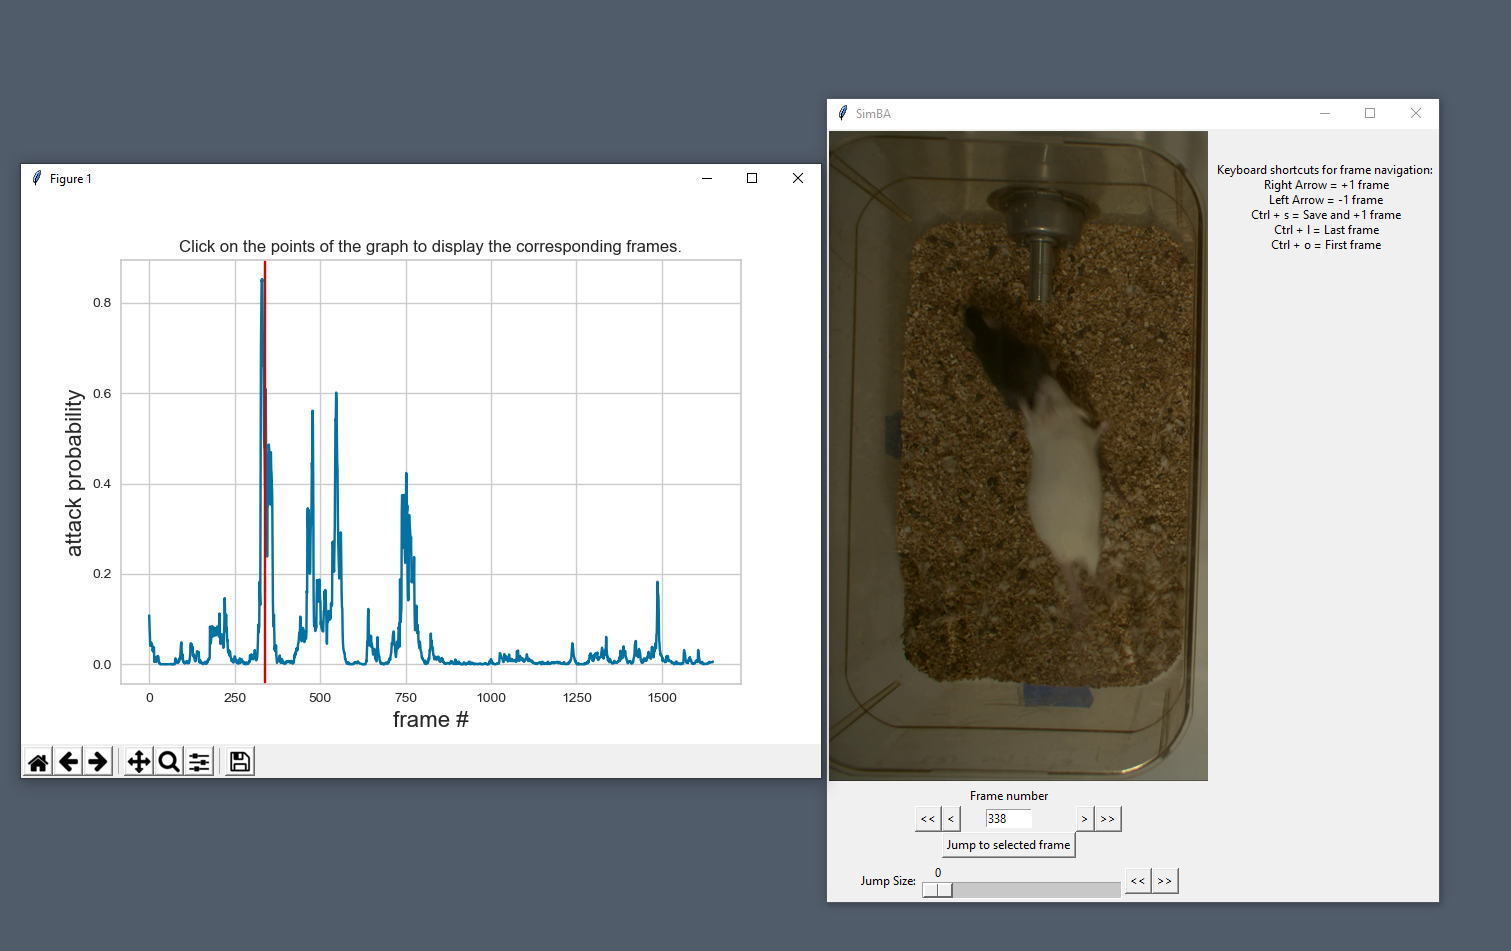 Figure 1
Click on the points of the graph to display the corresponding frames.
attack probability
0.8
0.6
0.4
0.2
0.0
0 250 500 750 1000 1250 1500
frame #
SimBA
Keyboard shortcuts for frame navigation:
Right Arrow = +1 frame
Left Arrow = -1 frame
Ctrl + s = Save and +1 frame
Ctrl + l = Last frame
Ctrl + o = First frame
Frame number
<< < 338 > >>
Jump to selected frame
0
Jump Size: << >>